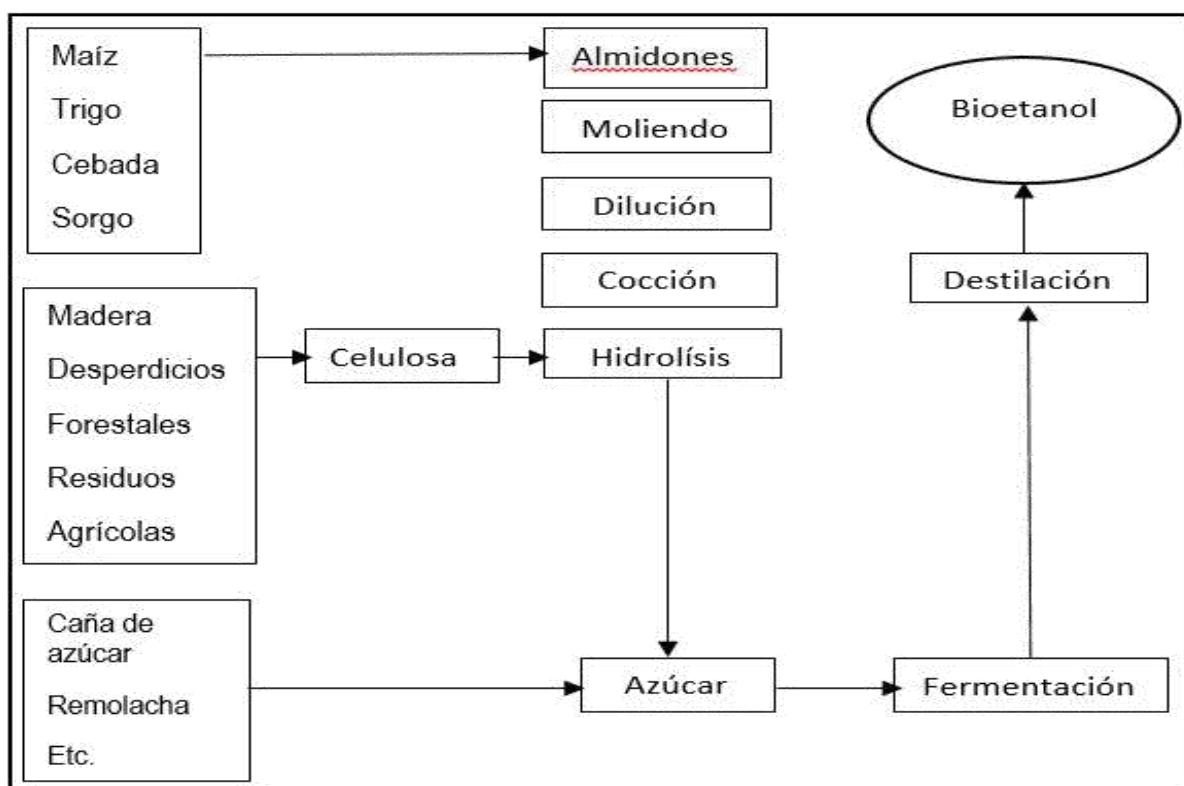 Maíz
Trigo
Cebada
Sorgo
Almidones
Moliendo
Dilución
Cocción
Bioetanol
Destilación
Madera
Desperdicios
Forestales
Residuos
Agrícolas
Celulosa
Hidrolísis
Caña de
azúcar
Remolacha
Etc.
Azúcar
Fermentación